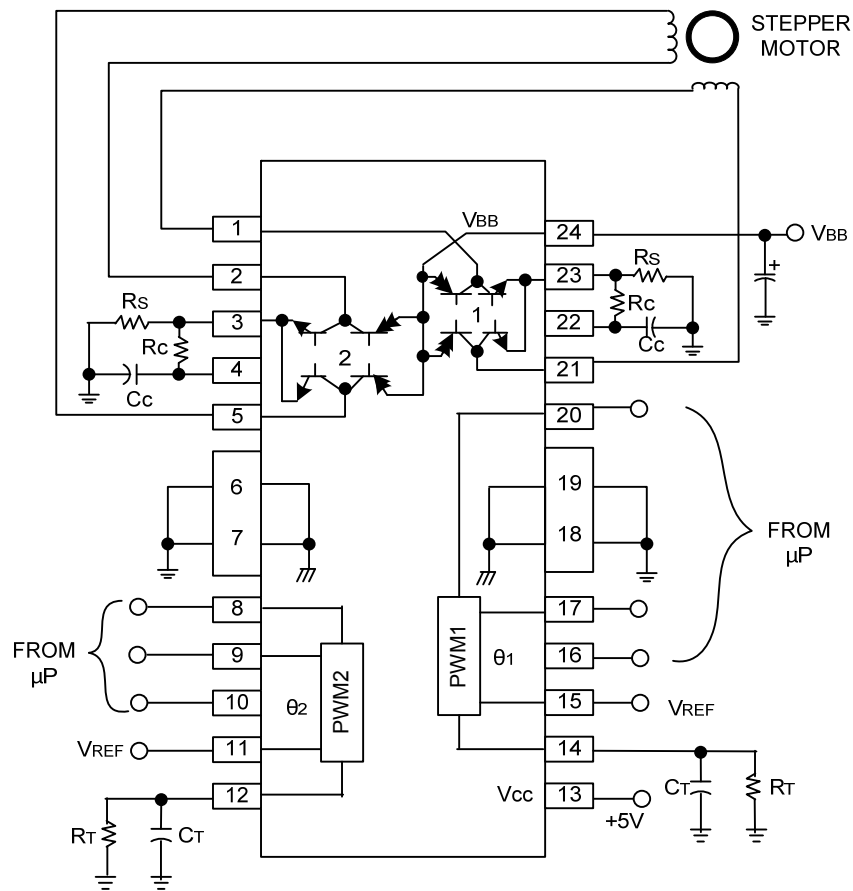 STEPPER
MOTOR
1
2
3
4
5
6
7
8
9
10
11
12
24
23
22
21
20
19
18
17
16
15
14
13
VBB
VBB
+
RS
RC
CC
RS
RC
CC
1
2
FROM
µP
FROM
µP
PWM1
θ1
PWM2
θ2
VREF
VREF
VCC
+5V
CT
RT
RT
CT